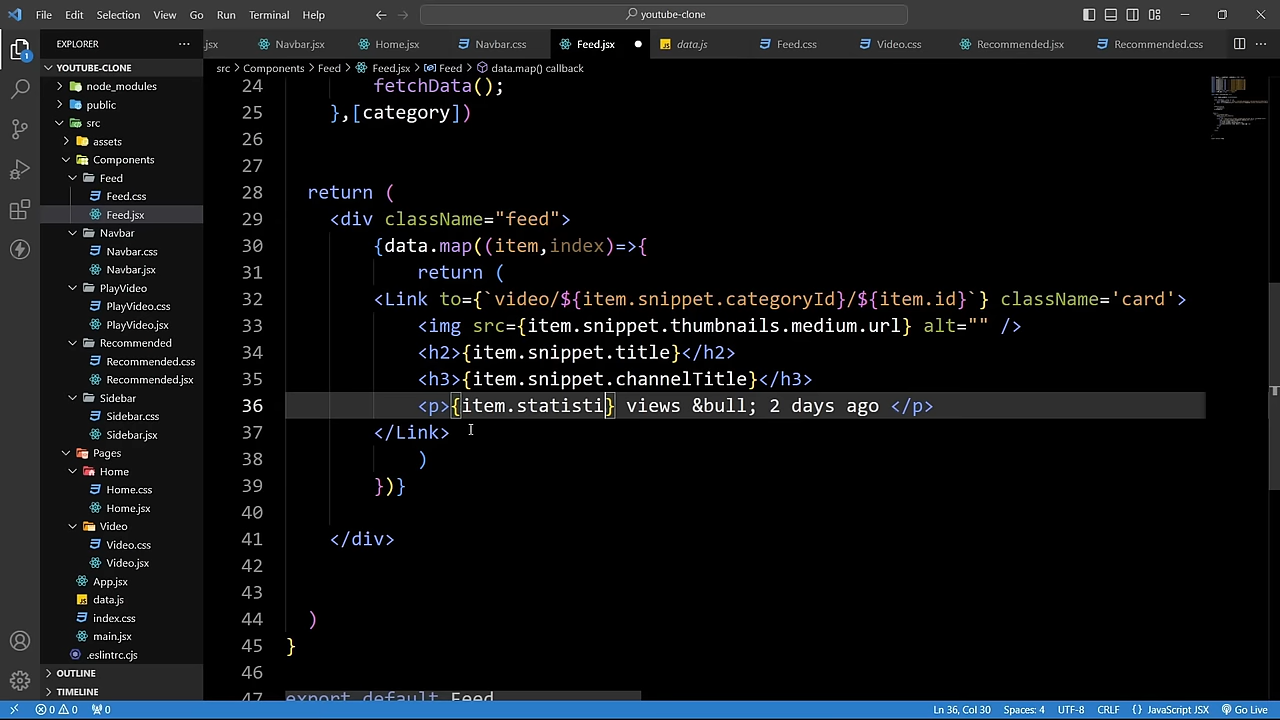 File Edit Selection View Go Run Terminal Help youtube-clone
EXPLORER
.jsx Navbar.jsx Home.jsx Navbar.css Feed.jsx data.js Feed.css Video.css Recommended.jsx Recommended.css
YOUTUBE-CLONE
node_modules
public
src
assets
Components
Feed
Feed.css
Feed.jsx
Navbar
Navbar.css
Navbar.jsx
PlayVideo
PlayVideo.css
PlayVideo.jsx
Recommended
Recommended.css
Recommended.jsx
Sidebar
Sidebar.css
Sidebar.jsx
Pages
Home
Home.css
Home.jsx
Video
Video.css
Video.jsx
App.jsx
data.js
index.css
main.jsx
.eslintrc.cjs
OUTLINE
TIMELINE
src > Components > Feed > Feed.jsx > Feed > data.map() callback
24 fetchData();
25 },[category])
26
27
28 return (
29 <div className="feed">
30 {data.map((item,index)=>{
31 return (
32 <Link to={`video/${item.snippet.categoryId}/${item.id}`} className='card'>
33 <img src={item.snippet.thumbnails.medium.url} alt="" />
34 <h2>{item.snippet.title}</h2>
35 <h3>{item.snippet.channelTitle}</h3>
36 <p>{item.statisti} views &bull; 2 days ago </p>
37 </Link>
38 )
39 })}
40
41 </div>
42
43
44 )
45 }
46
47 export default Feed
0 0 0 Ln 36, Col 30 Spaces: 4 UTF-8 CRLF {} JavaScript JSX Go Live